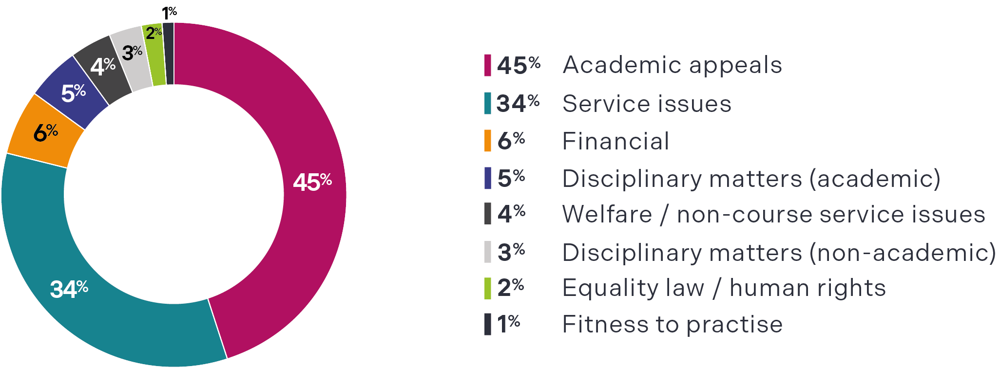 1%
2%
3%
4%
5%
6%
45%
34%
45% Academic appeals
34% Service issues
6% Financial
5% Disciplinary matters (academic)
4% Welfare / non-course service issues
3% Disciplinary matters (non-academic)
2% Equality law / human rights
1% Fitness to practise